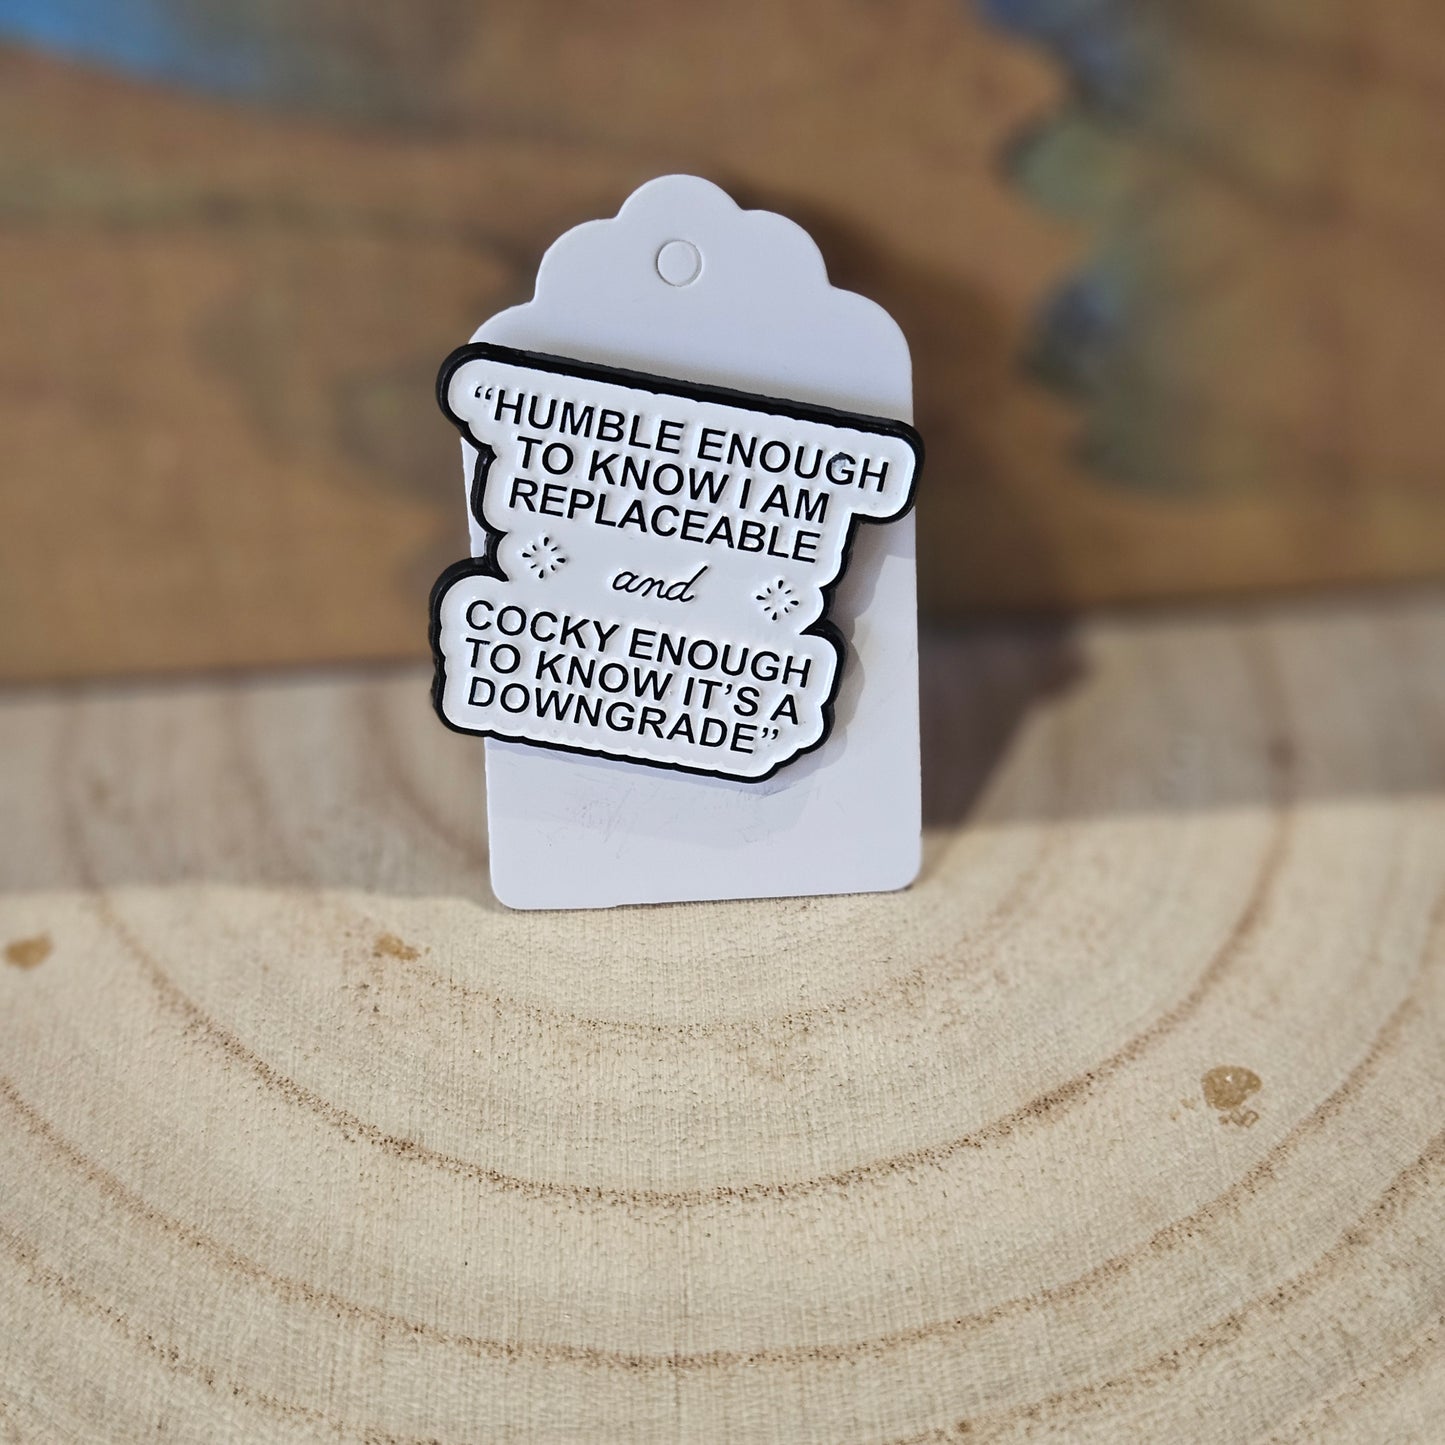 “HUMBLE ENOUGH
TO KNOW I AM
REPLACEABLE
and
COCKY ENOUGH
TO KNOW IT’S A
DOWNGRADE”